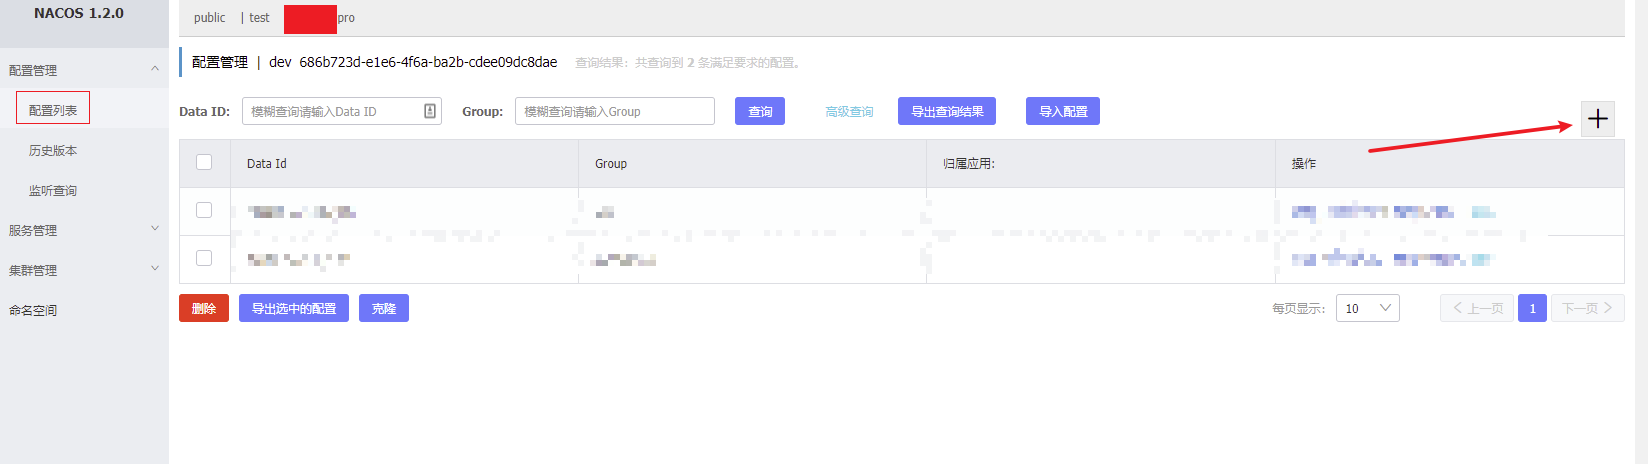 NACOS 1.2.0
public | test pro
配置管理
配置列表
历史版本
监听查询
服务管理
集群管理
命名空间
配置管理 | dev 686b723d-e1e6-4f6a-ba2b-cdee09dc8dae 查询结果：共查询到 2 条满足要求的配置。
Data ID: 模糊查询请输入Data ID Group: 模糊查询请输入Group 查询 高级查询 导出查询结果 导入配置
Data Id Group 归属应用: 操作
删除 导出选中的配置 克隆 每页显示: 10 上一页 1 下一页